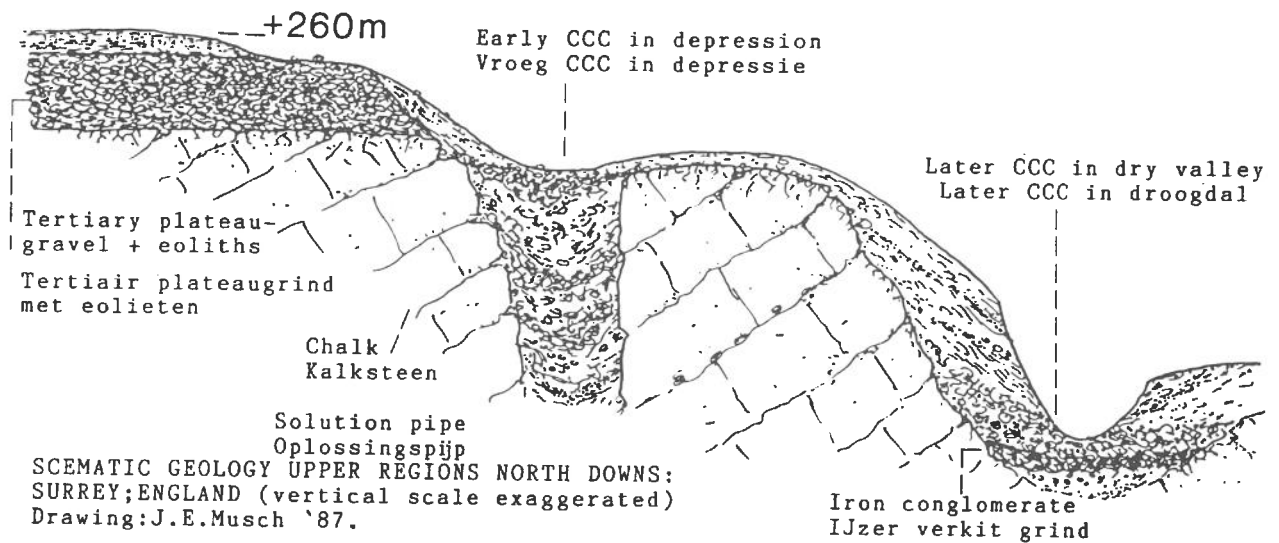 +260m
Early CCC in depression
Vroeg CCC in depressie
Later CCC in dry valley
Later CCC in droogdal
Tertiary plateau-
gravel + eoliths
Tertiair plateaugrind
met eolieten
Chalk
Kalksteen
Solution pipe
Oplossingspijp
SCEMATIC GEOLOGY UPPER REGIONS NORTH DOWNS:
SURREY;ENGLAND (vertical scale exaggerated)
Drawing:J.E.Musch `87.
Iron conglomerate
IJzer verkit grind